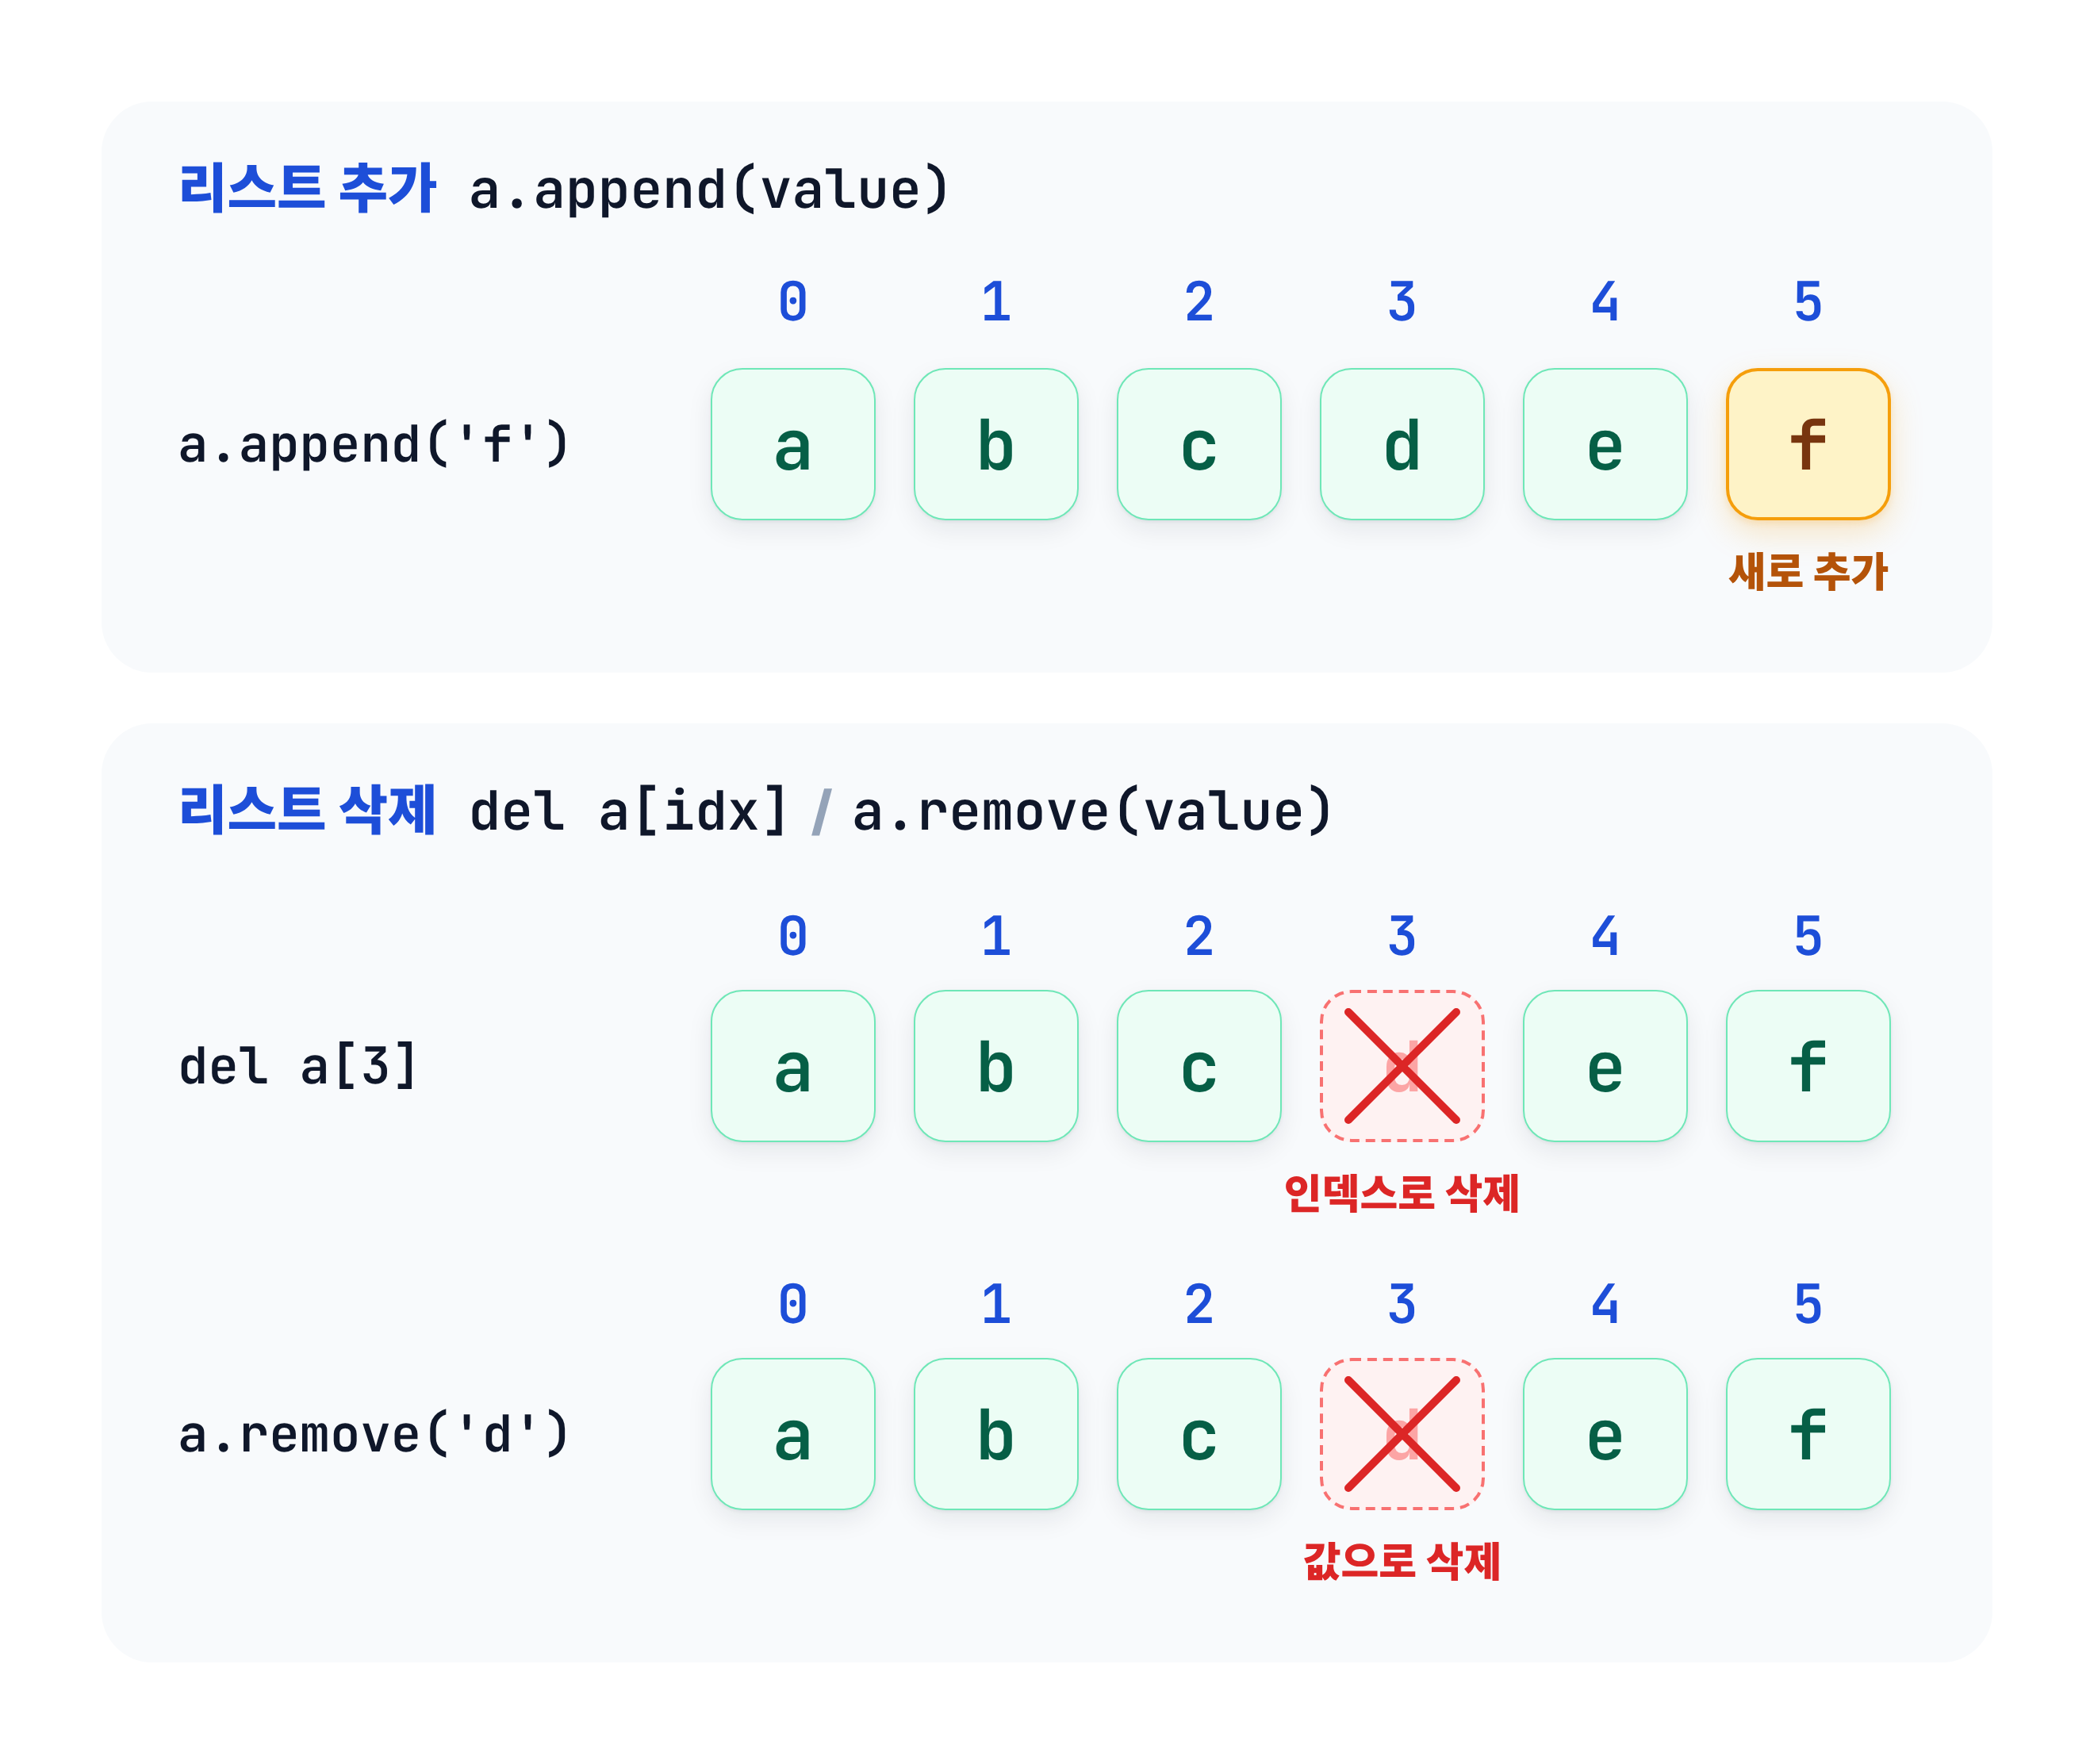 리스트 추가 a.append(value)
0 1 2 3 4 5
a.append('f') a b c d e f
새로 추가
리스트 삭제 del a[idx] / a.remove(value)
0 1 2 3 4 5
del a[3] a b c d e f
인덱스로 삭제
0 1 2 3 4 5
a.remove('d') a b c d e f
값으로 삭제